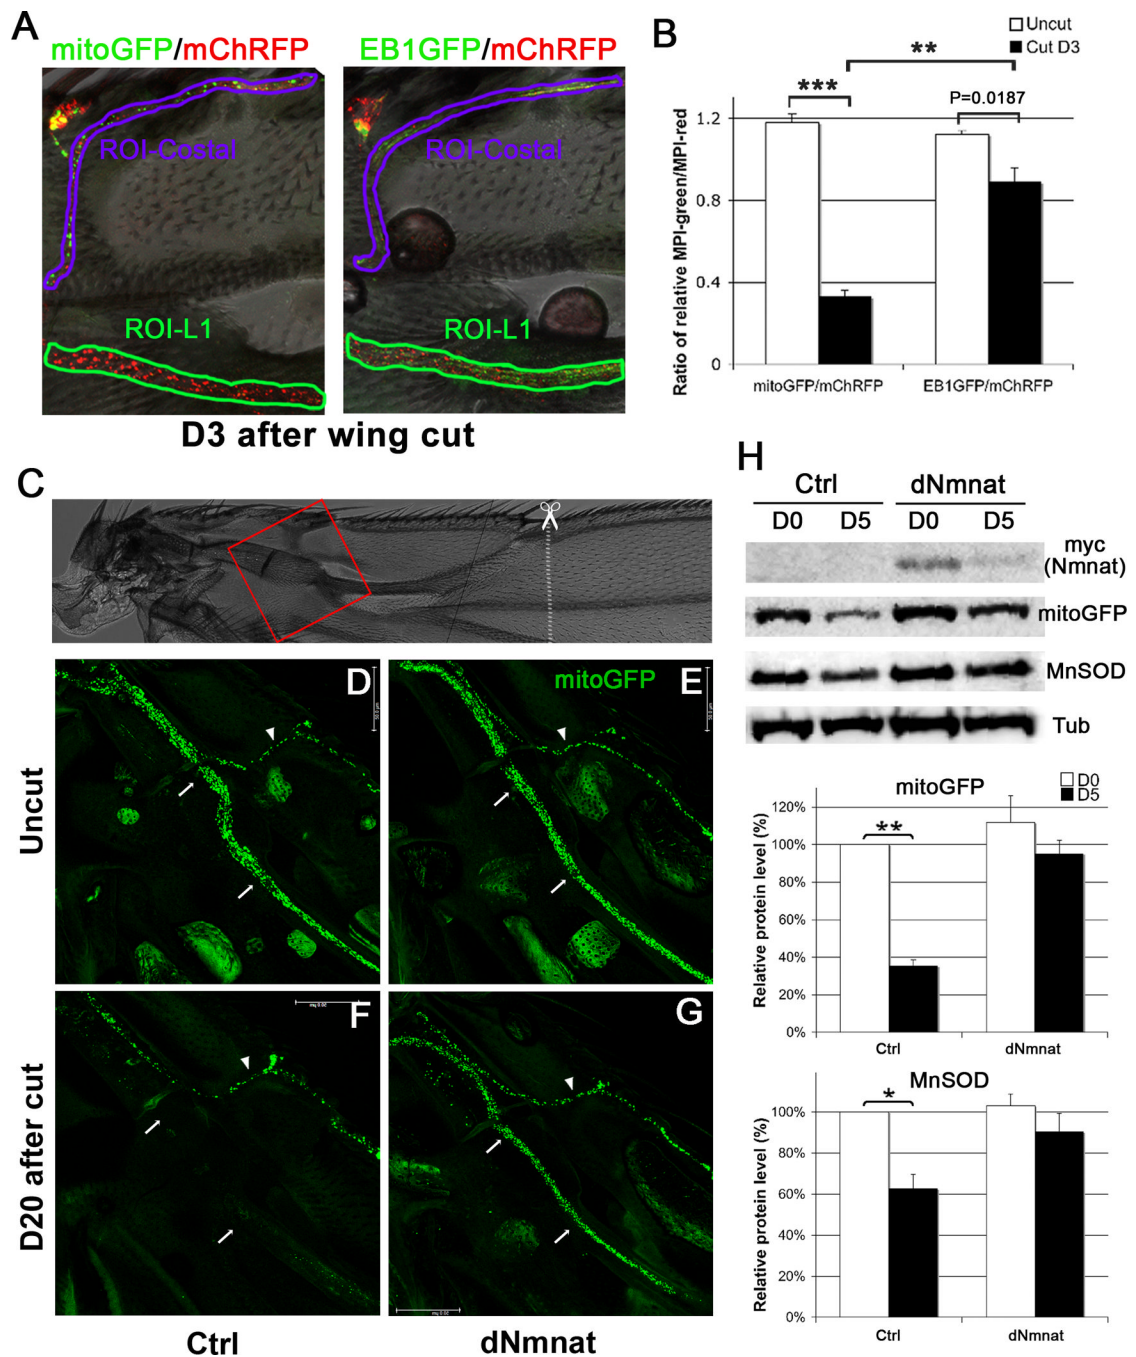 A
mitoGFP/mChRFP
EB1GFP/mChRFP
ROI-Costal
ROI-Costal
ROI-L1
ROI-L1
D3 after wing cut
B
Uncut
Cut D3
**
***
P=0.0187
Ratio of relative MPI-green/MPI-red
1.2
0.8
0.4
0
mitoGFP/mChRFP
EB1GFP/mChRFP
C
Uncut
D20 after cut
D
mitoGFP
E
F
G
Ctrl
dNmnat
H
Ctrl
dNmnat
D0
D5
D0
D5
myc
(Nmnat)
mitoGFP
MnSOD
Tub
mitoGFP
D0
D5
Relative protein level (%)
120%
100%
80%
60%
40%
20%
0%
**
Ctrl
dNmnat
MnSOD
Relative protein level (%)
100%
80%
60%
40%
20%
0%
*
Ctrl
dNmnat